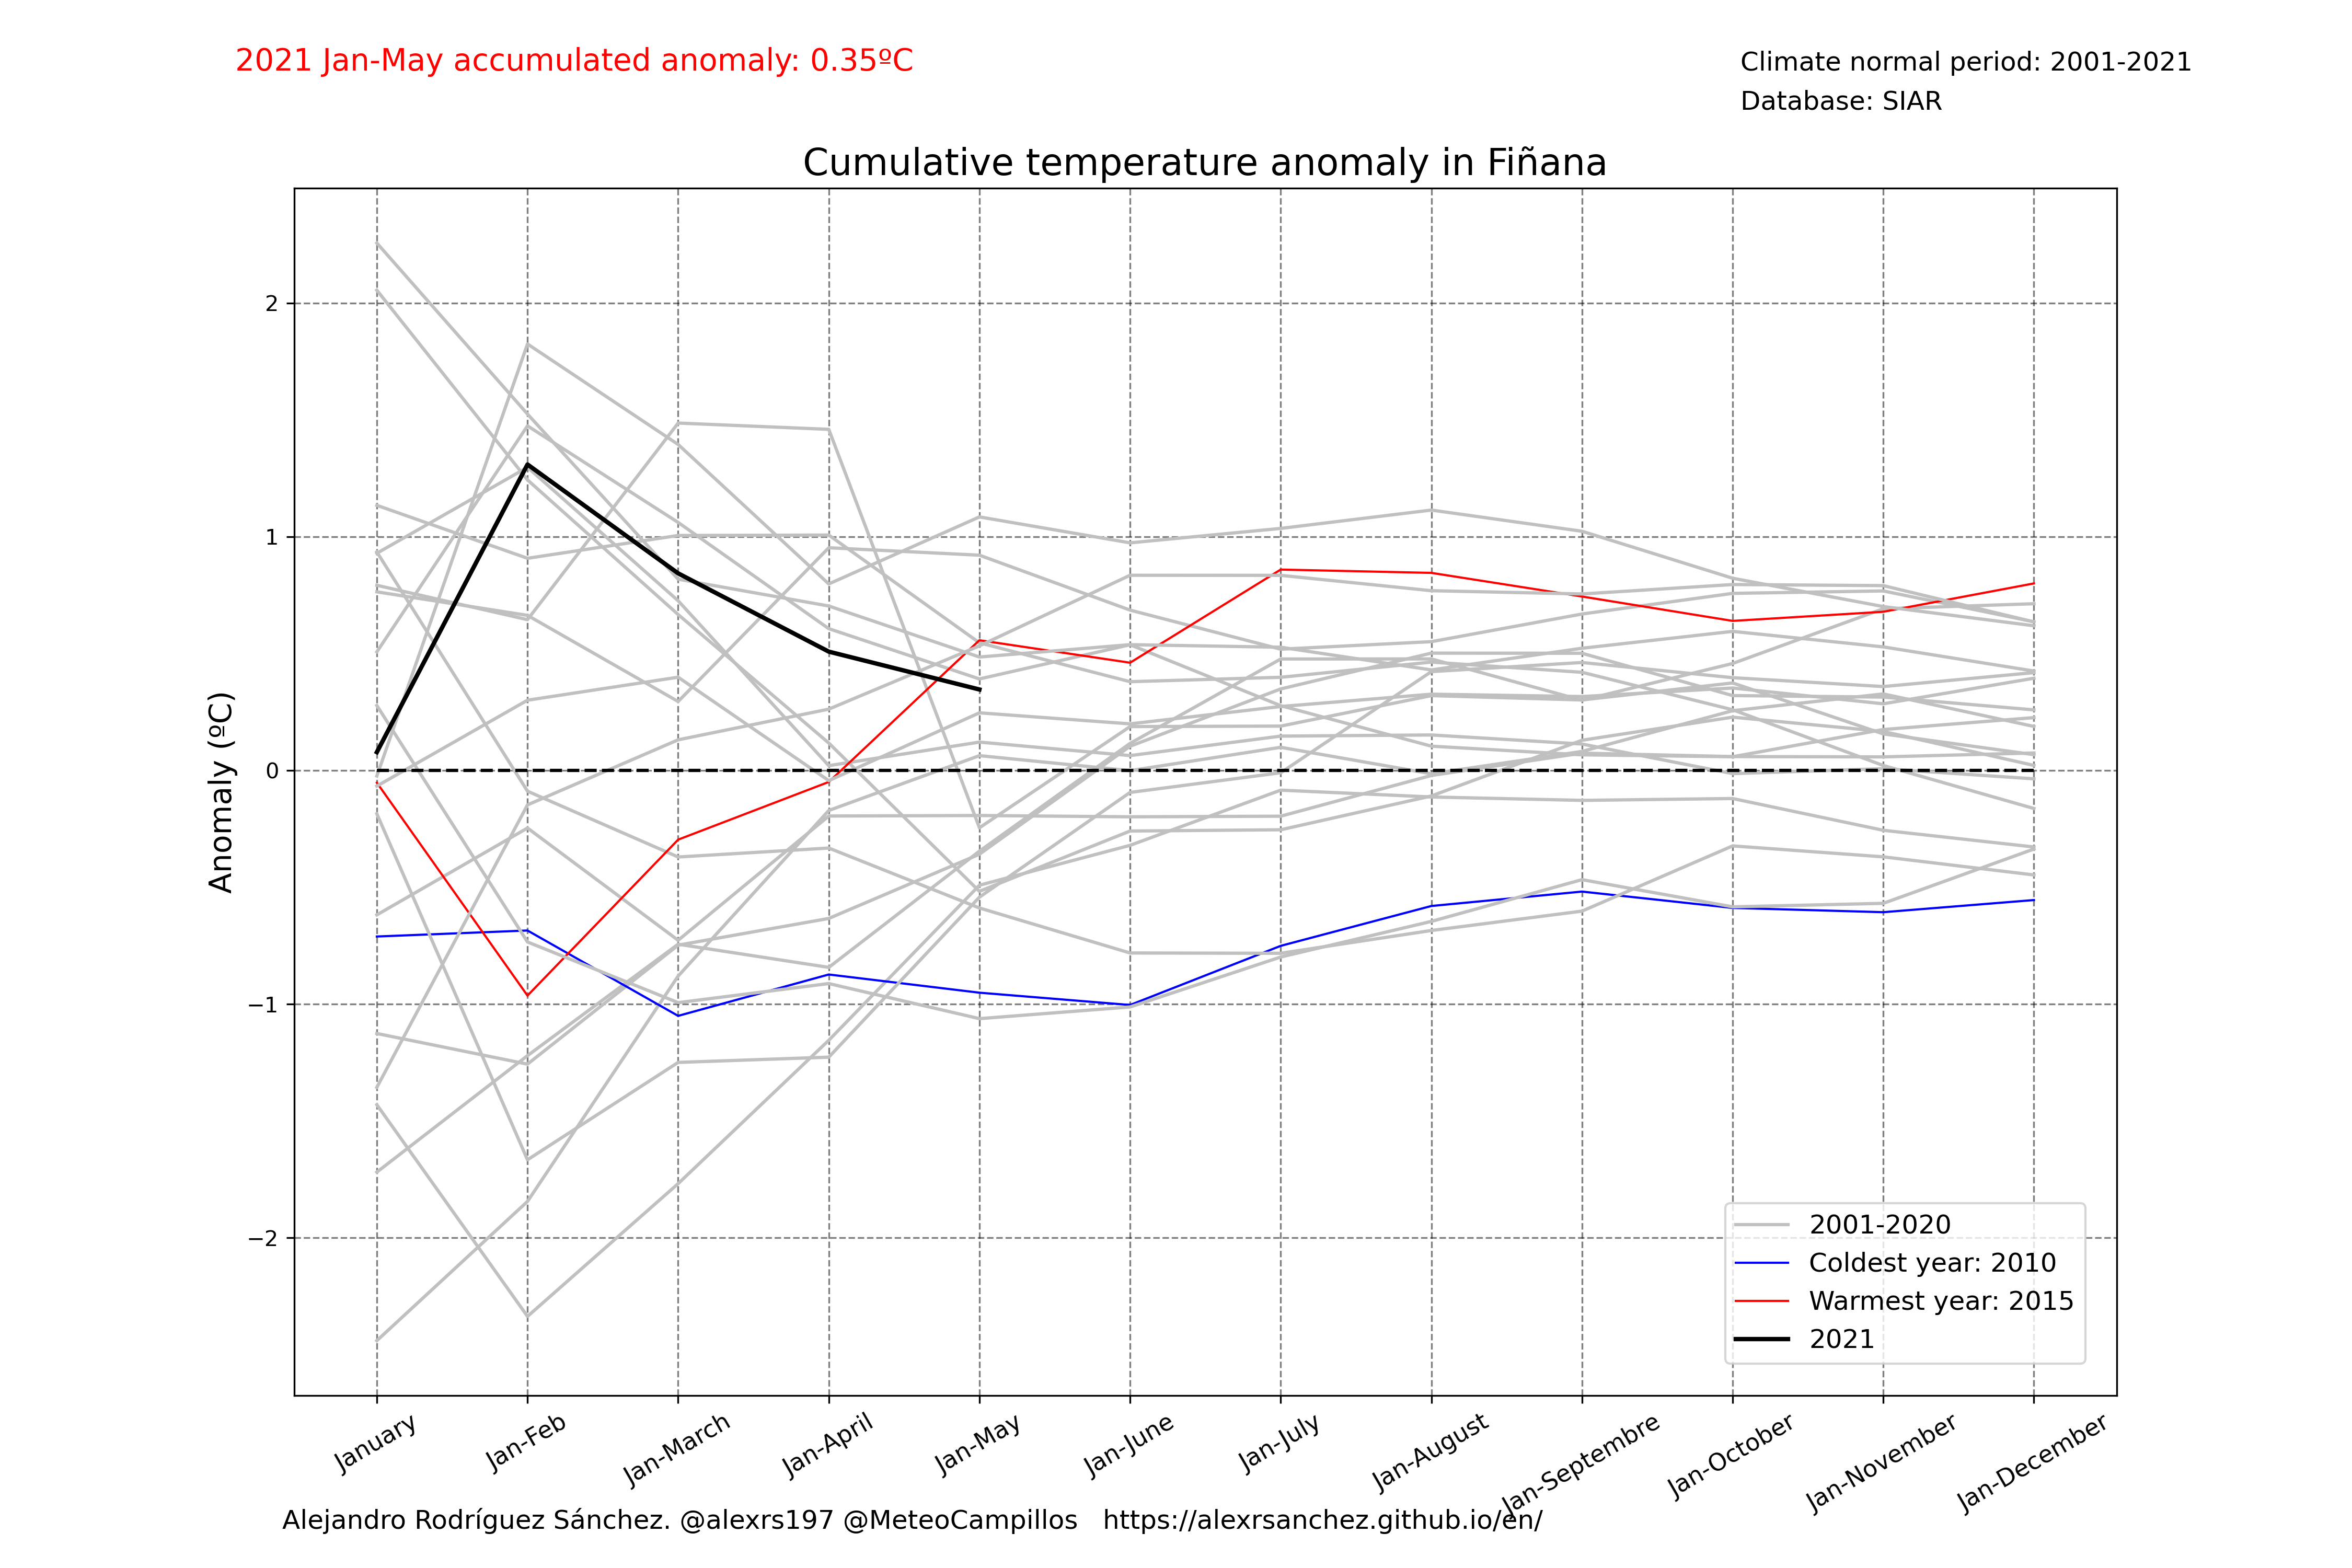 2021 Jan-May accumulated anomaly: 0.35ºC
Climate normal period: 2001-2021
Database: SIAR
Cumulative temperature anomaly in Fiñana
Anomaly (ºC)
2
1
0
−1
−2
January
Jan-Feb
Jan-March
Jan-April
Jan-May
Jan-June
Jan-July
Jan-August
Jan-Septembre
Jan-October
Jan-November
Jan-December
2001-2020
Coldest year: 2010
Warmest year: 2015
2021
Alejandro Rodríguez Sánchez. @alexrs197 @MeteoCampillos https://alexrsanchez.github.io/en/